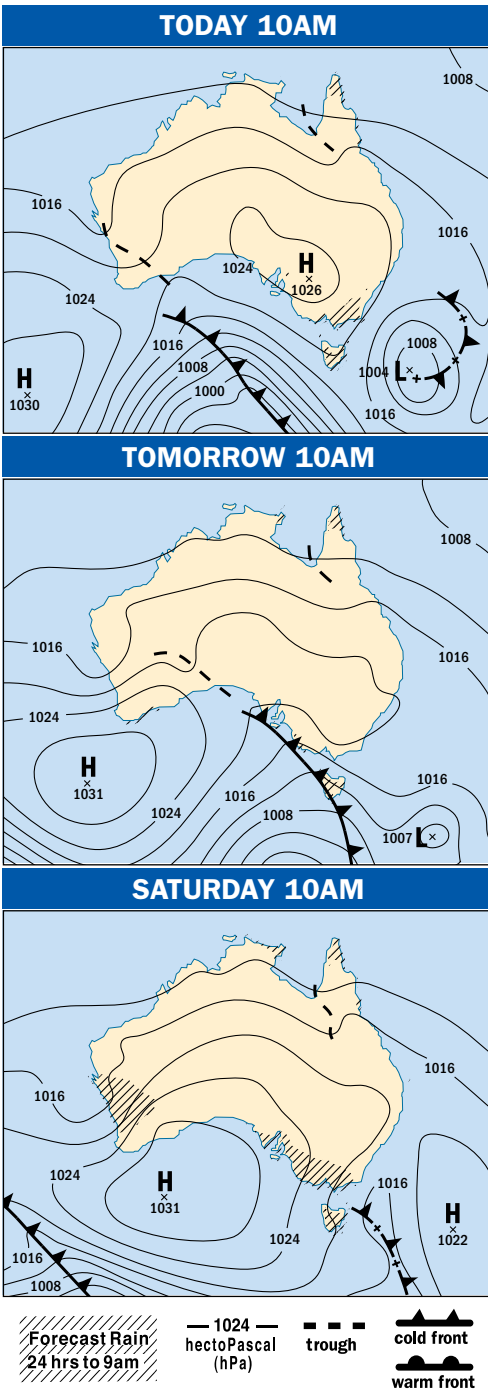 TODAY 10AM
1008
1016
1016
1024
H
1026
1024
1016
1008
1000
H
1030
1008
1004 L
1016
TOMORROW 10AM
1008
1016
1016
1024
H
1031
1024
1016
1008
1016
1007 L
SATURDAY 10AM
1016
1016
1024
H
1031
1024
1016
H
1022
1016
1008
Forecast Rain
24 hrs to 9am
1024
hectoPascal
(hPa)
trough
cold front
warm front